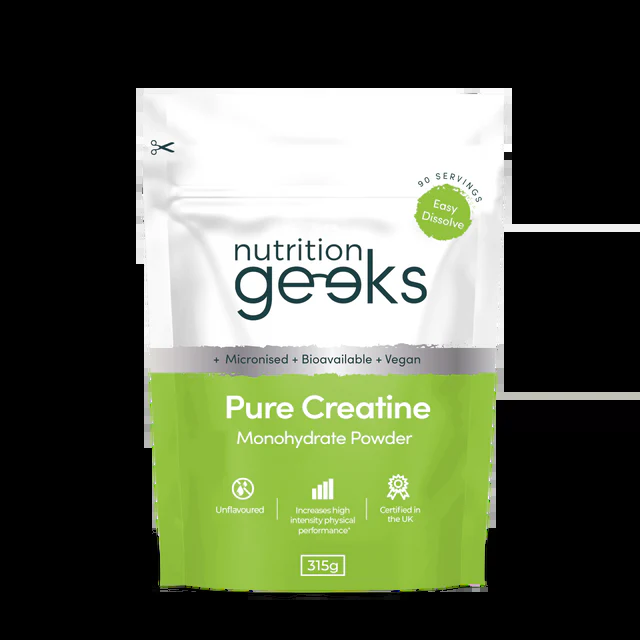 90 SERVINGS
Easy
Dissolve
nutrition
geeks
+ Micronised + Bioavailable + Vegan
Pure Creatine
Monohydrate Powder
Unflavoured
Increases high
intensity physical
performance*
Certified in
the UK
315g